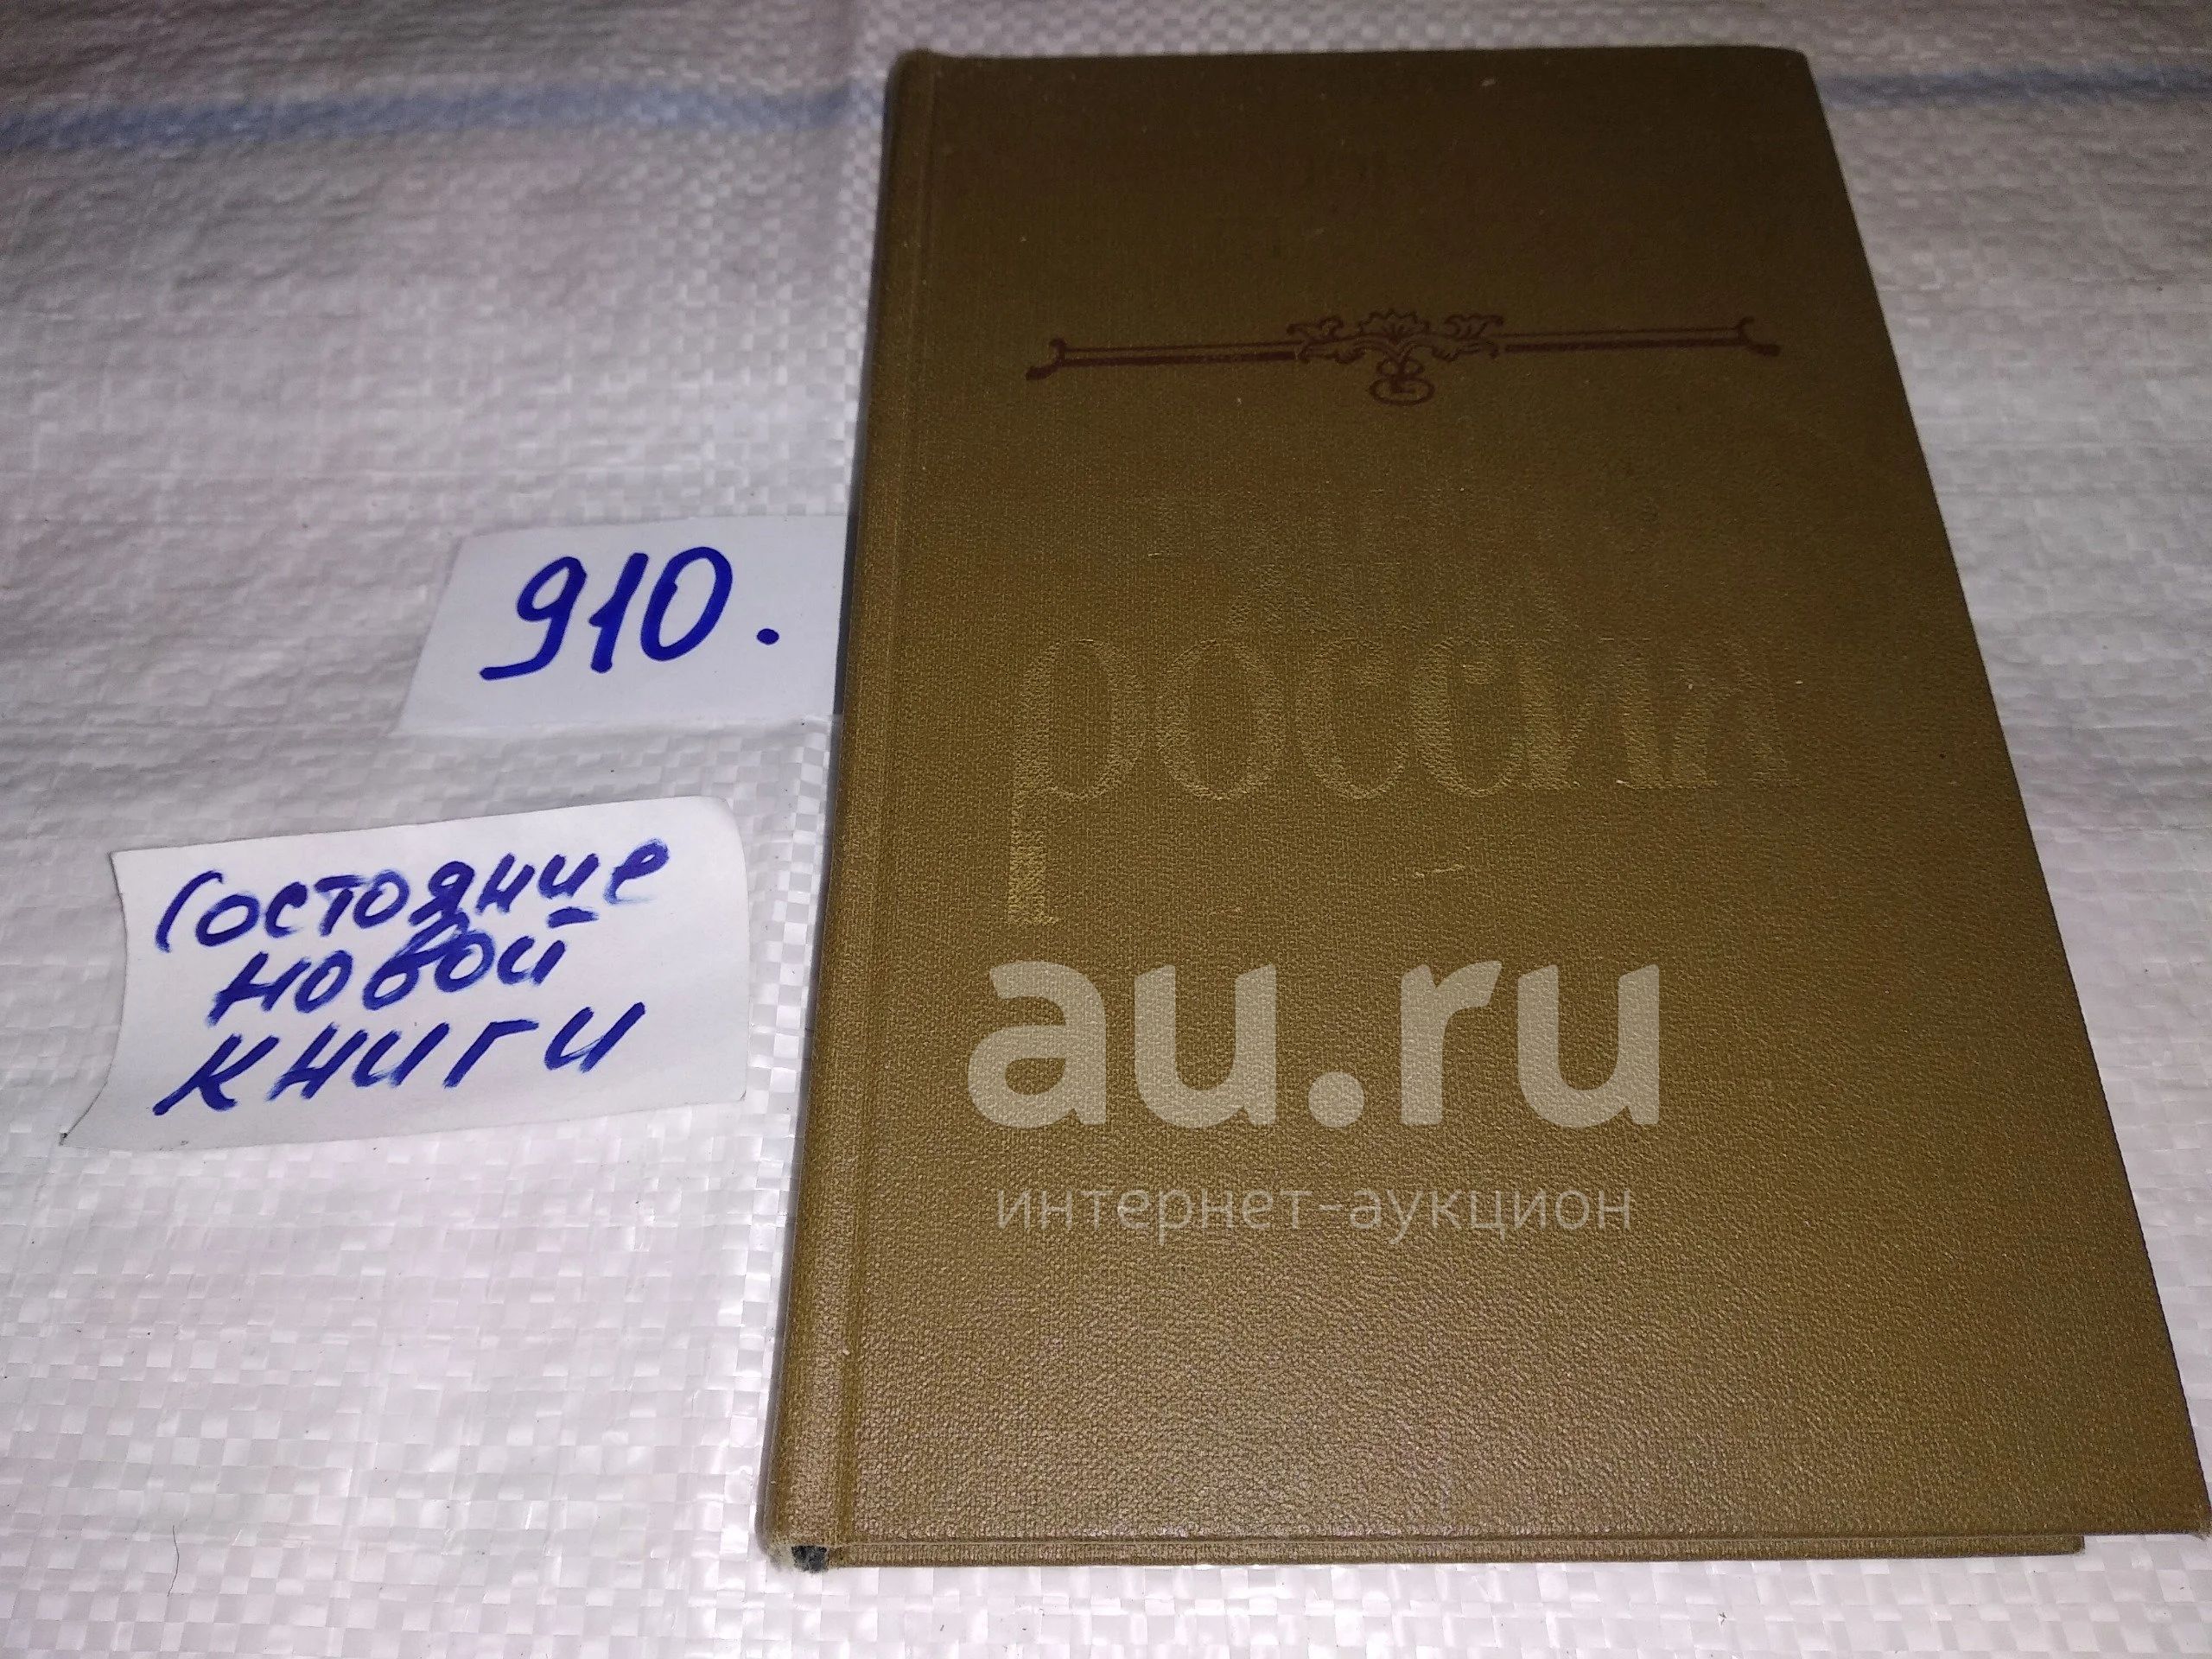 910.
Состояние
новой
книги
россия
au.ru
интернет-аукцион